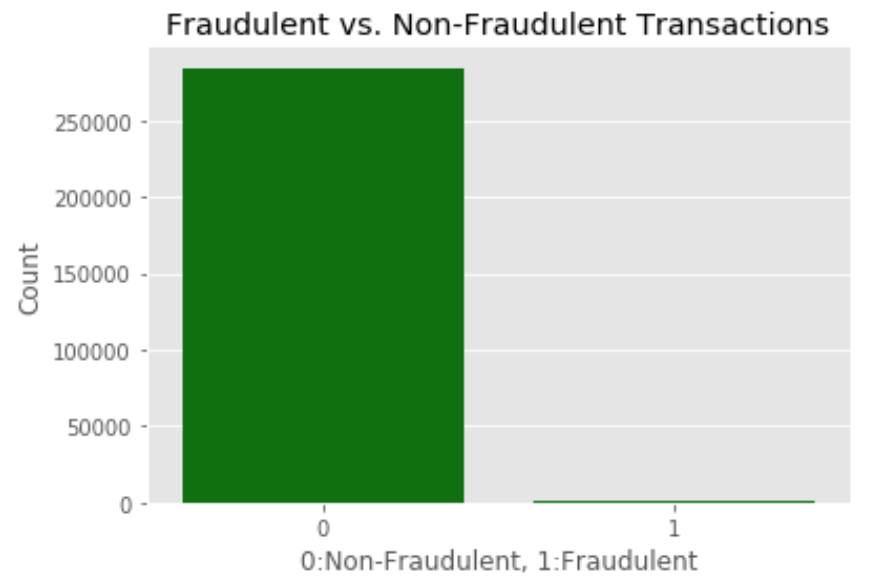 Fraudulent vs. Non-Fraudulent Transactions
250000
200000
150000
100000
50000
0
Count
0
1
0:Non-Fraudulent, 1:Fraudulent